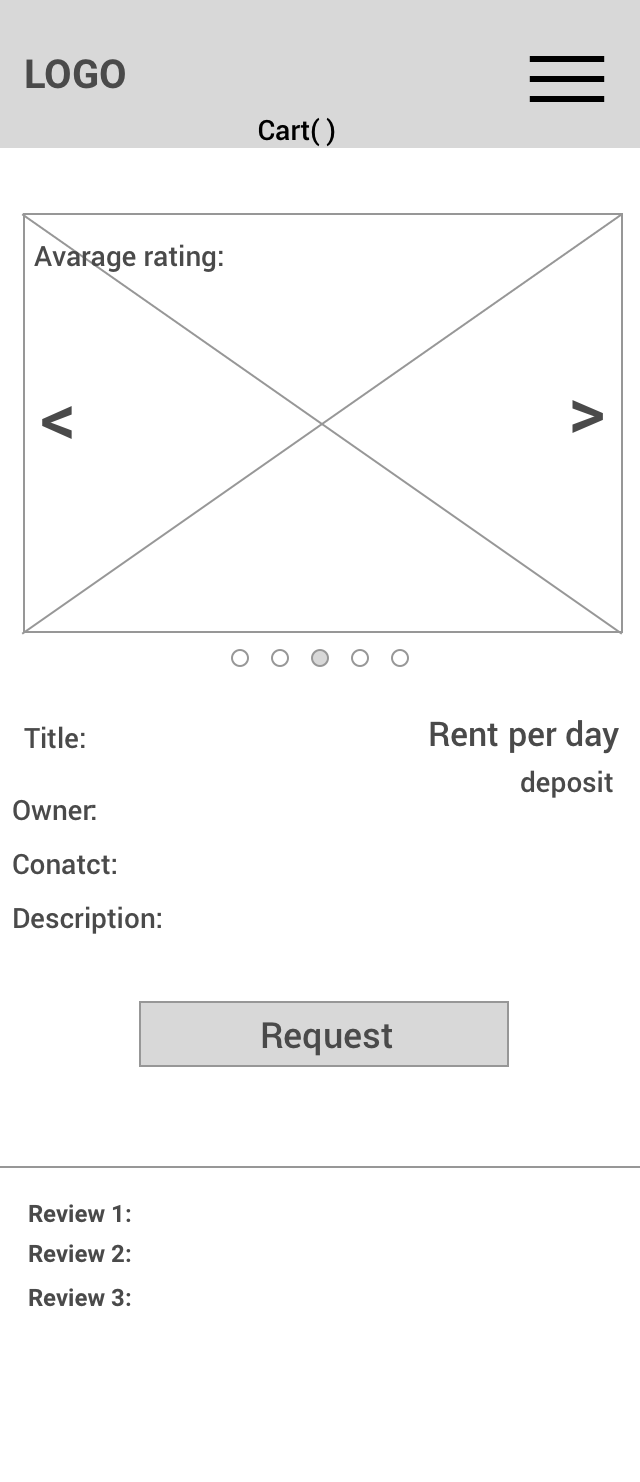 LOGO
Cart( )
Avarage rating:
<
>
Title:
Rent per day
deposit
Owner:
Conatct:
Description:
Request
Review 1:
Review 2:
Review 3: